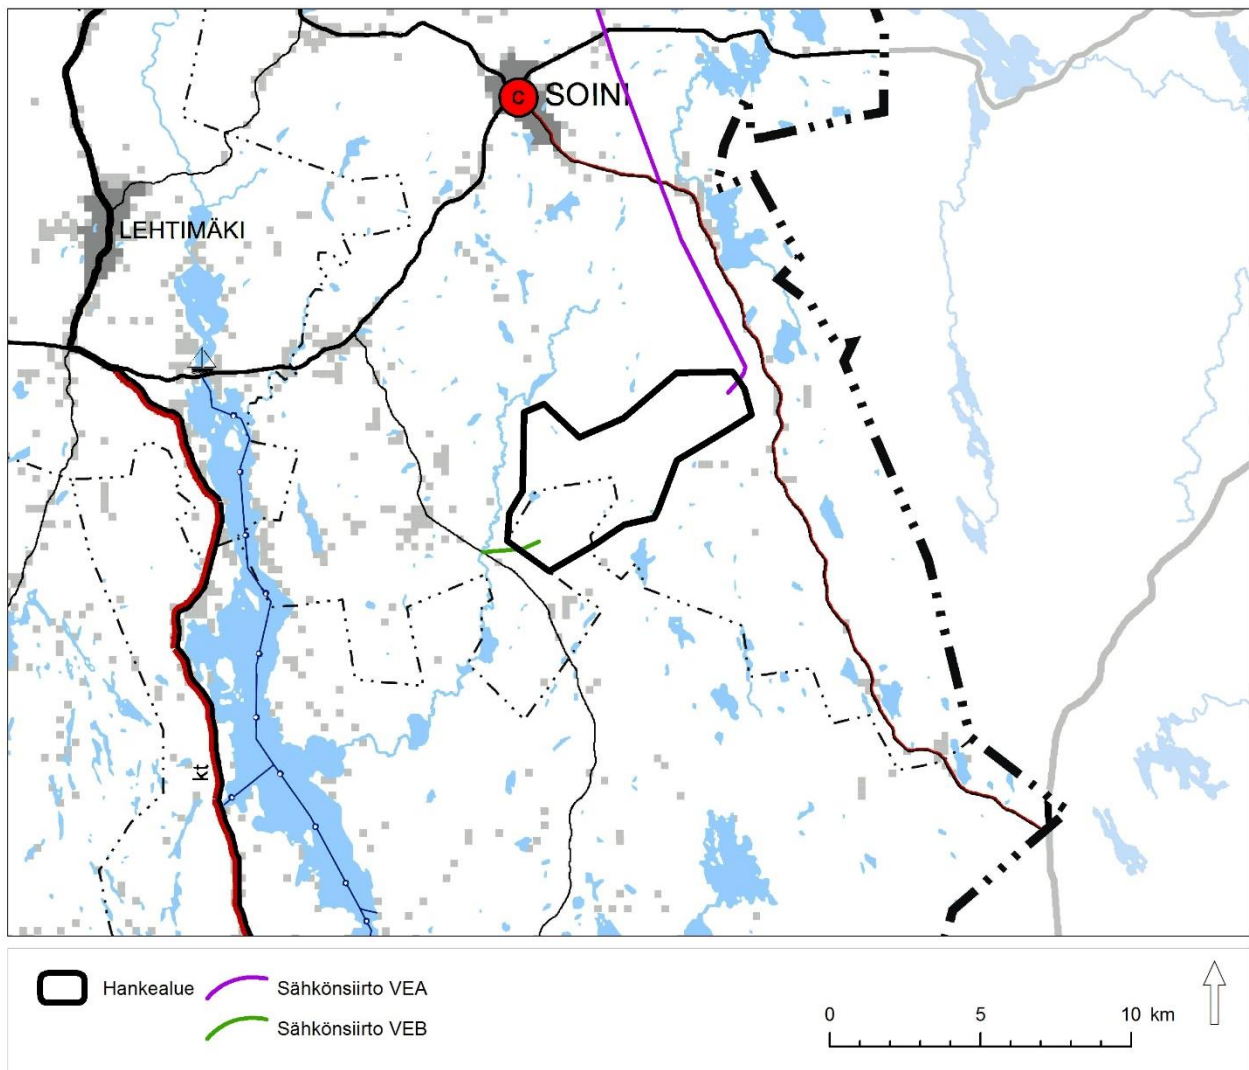 C SOINI
LEHTIMÄKI
kt
Hankealue
Sähkönsiirto VEA
Sähkönsiirto VEB
0 5 10 km